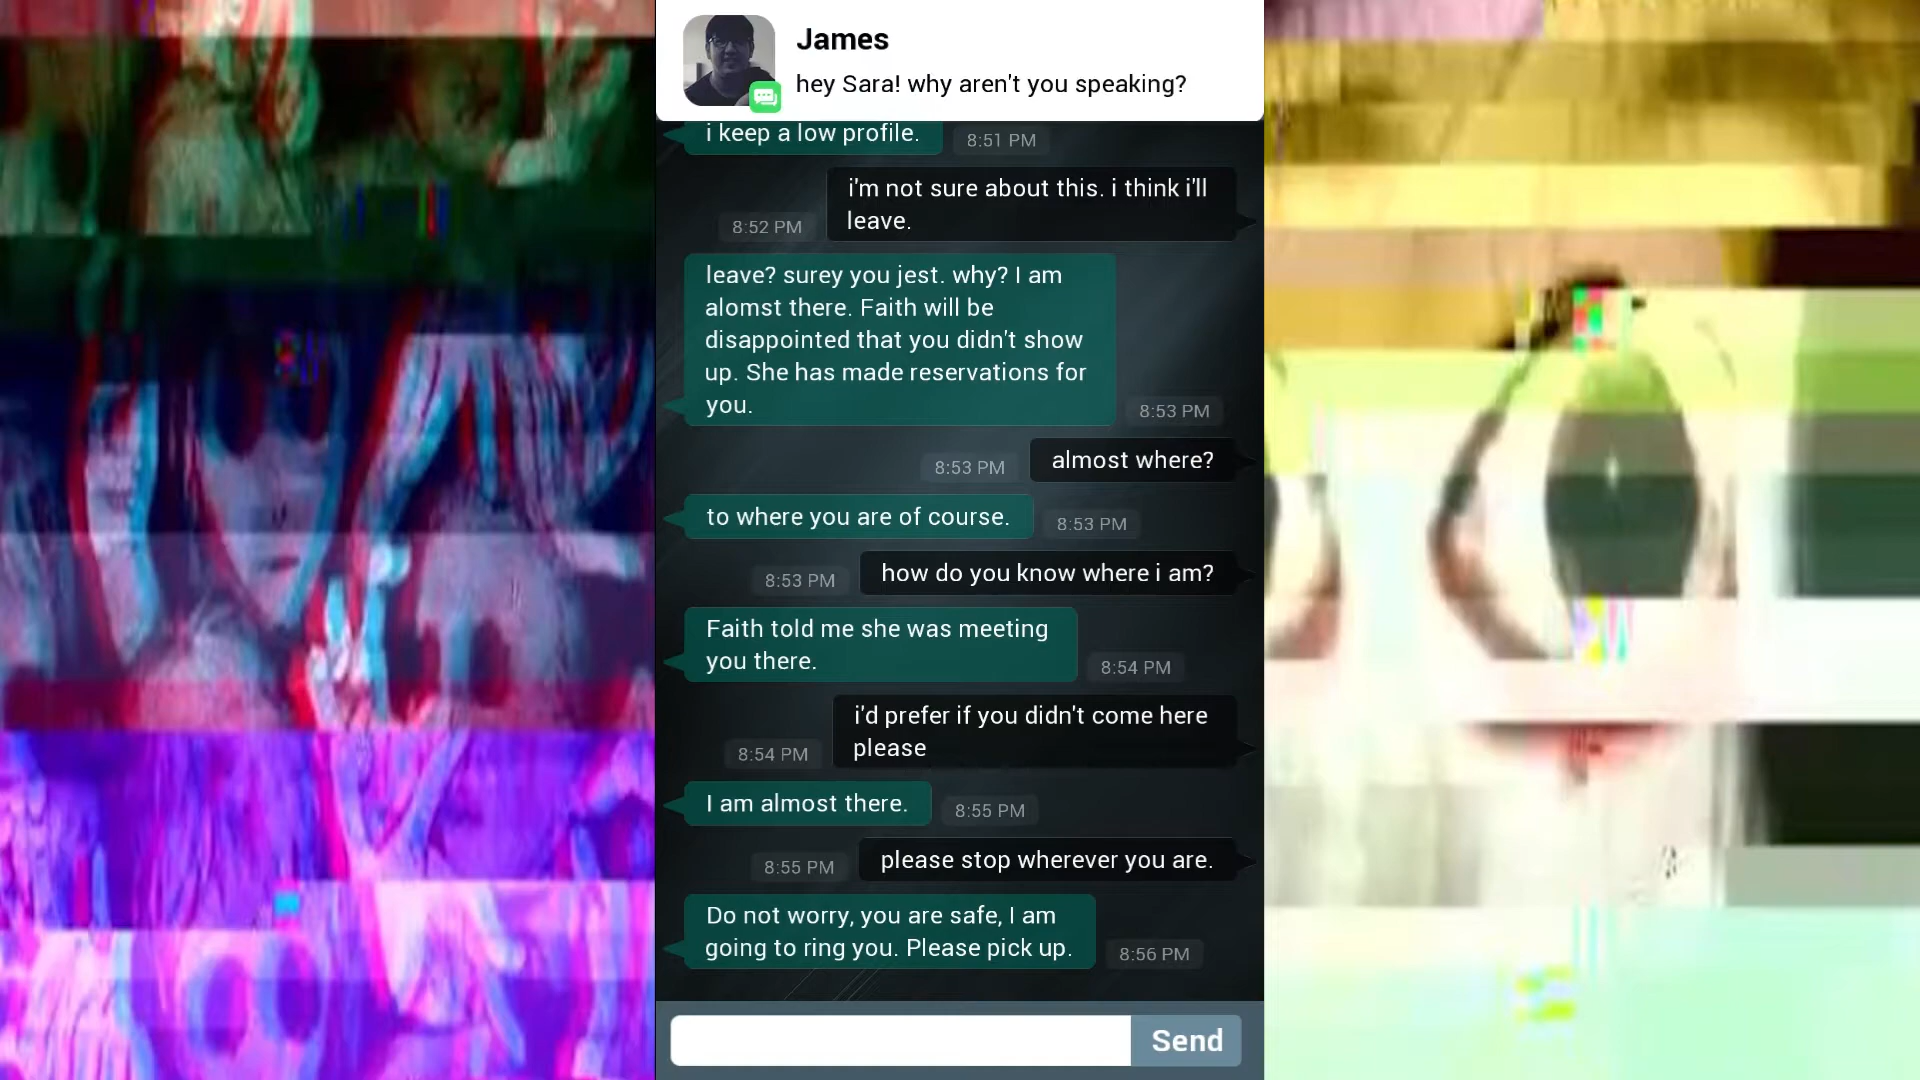 James
hey Sara! why aren't you speaking?
i keep a low profile.
8:51 PM
i'm not sure about this. i think i'll
leave.
8:52 PM
leave? surey you jest. why? I am
alomst there. Faith will be
disappointed that you didn't show
up. She has made reservations for
you.
8:53 PM
almost where?
8:53 PM
to where you are of course.
8:53 PM
how do you know where i am?
8:53 PM
Faith told me she was meeting
you there.
8:54 PM
i'd prefer if you didn't come here
please
8:54 PM
I am almost there.
8:55 PM
please stop wherever you are.
8:55 PM
Do not worry, you are safe, I am
going to ring you. Please pick up.
8:56 PM
Send